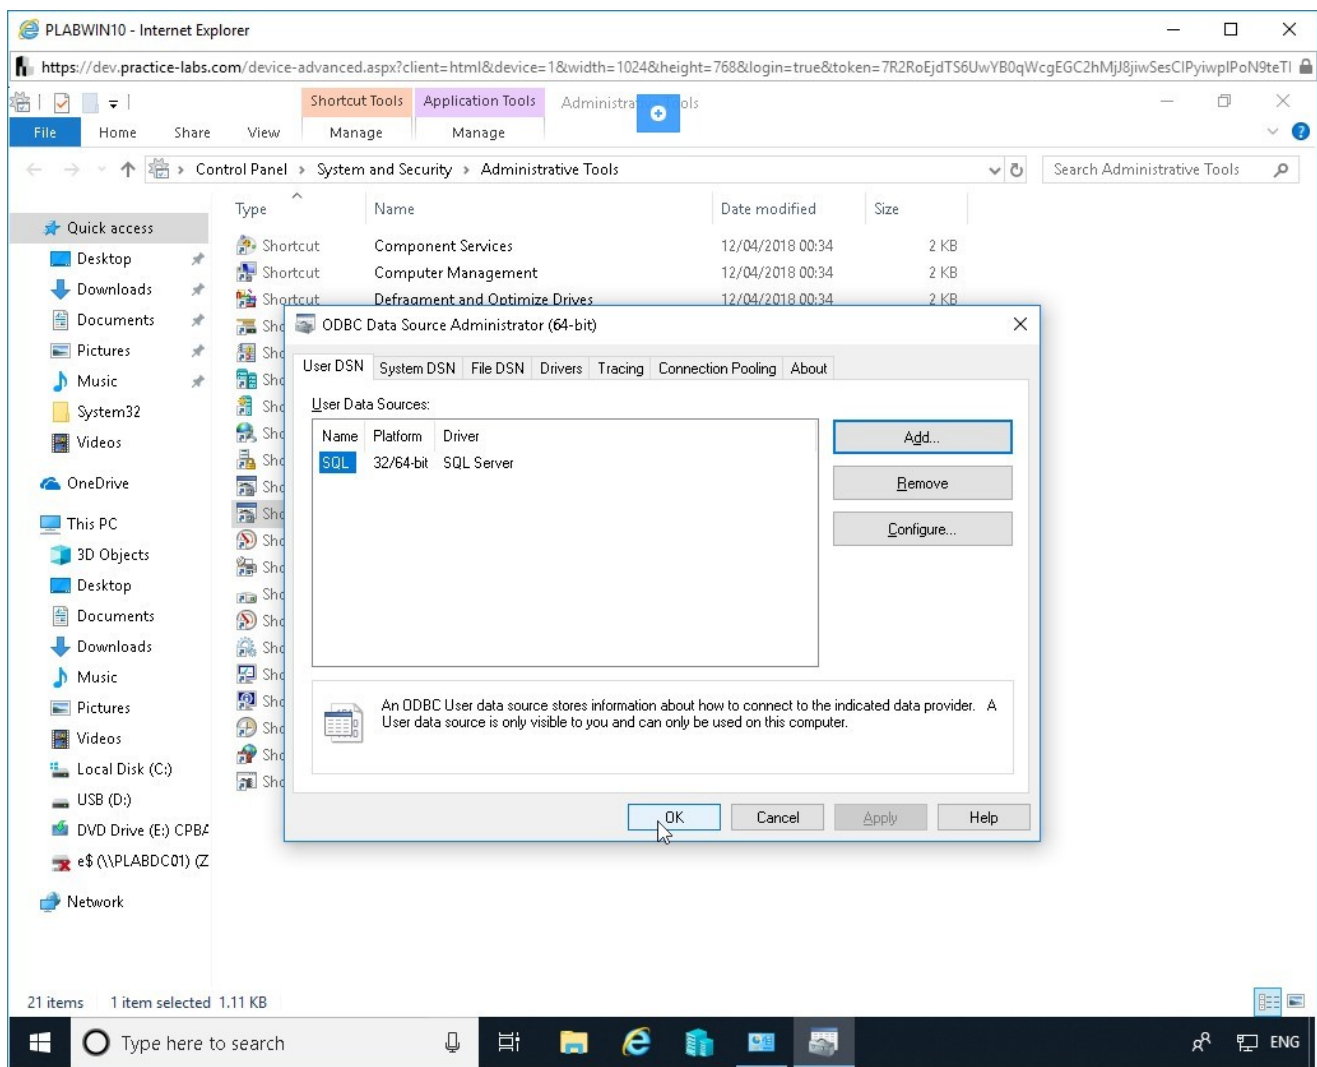 PLABWIN10 - Internet Explorer
https://dev.practice-labs.com/device-advanced.aspx?client=html&device=1&width=1024&height=768&login=true&token=
Shortcut Tools Application Tools
File Home Share View Manage Manage
Control Panel > System and Security > Administrative Tools
Search Administrative Tools
Type Name Date modified Size
Quick access
Desktop
Downloads
Documents
Pictures
Music
System32
Videos
OneDrive
This PC
3D Objects
Desktop
Documents
Downloads
Music
Pictures
Videos
Local Disk (C:)
USB (D:)
DVD Drive (E:) CPBA
e$ (\\PLABDC01) (Z
Network
Shortcut Component Services 12/04/2018 00:34 2 KB
Shortcut Computer Management 12/04/2018 00:34 2 KB
Shortcut Defragment and Optimize Drives 12/04/2018 00:34 2 KB
ODBC Data Source Administrator (64-bit)
User DSN System DSN File DSN Drivers Tracing Connection Pooling About
User Data Sources:
Name Platform Driver
SQL 32/64-bit SQL Server
Add...
Remove
Configure...
An ODBC User data source stores information about how to connect to the indicated data provider. A
User data source is only visible to you and can only be used on this computer.
OK Cancel Apply Help
21 items 1 item selected 1.11 KB
Type here to search
ENG